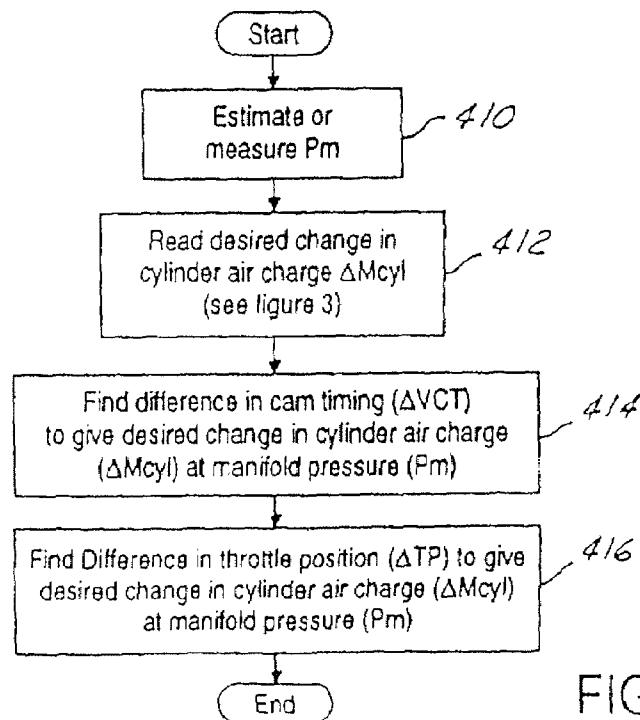 Start
Estimate or
measure Pm
410
Read desired change in
cylinder air charge ΔMcyl
(see figure 3)
412
Find difference in cam timing (ΔVCT)
to give desired change in cylinder air charge
(ΔMcyl) at manifold pressure (Pm)
414
Find Difference in throttle position (ΔTP) to give
desired change in cylinder air charge (ΔMcyl)
at manifold pressure (Pm)
416
End
FIG